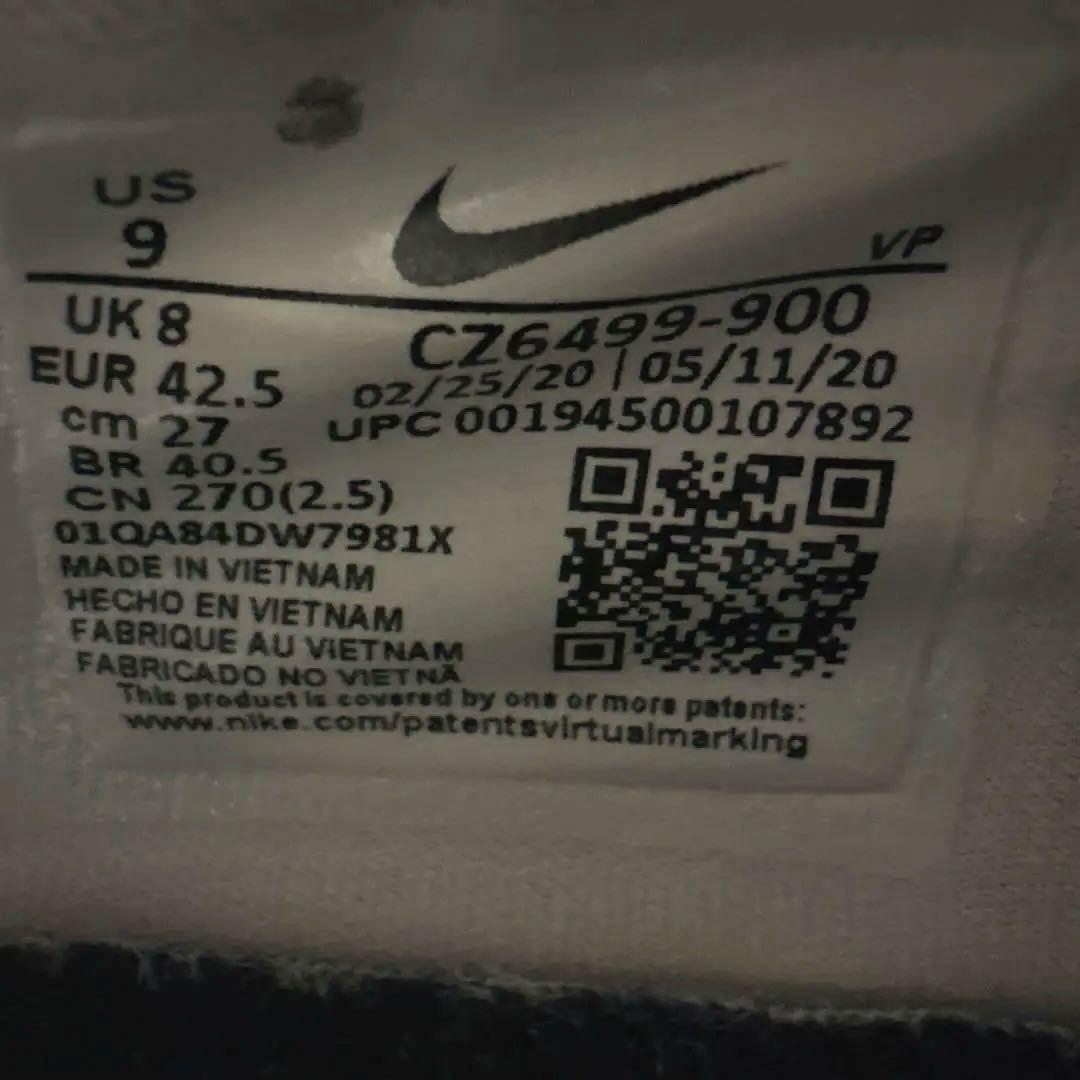 US
9
VP
UK 8
CZ6499-900
EUR 42.5
02/25/20 | 05/11/20
cm 27
UPC 00194500107892
BR 40.5
CN 270(2.5)
01QA84DW7981X
MADE IN VIETNAM
HECHO EN VIETNAM
FABRIQUE AU VIETNAM
FABRICADO NO VIETNÃ
This product is covered by one or more patents:
www.nike.com/patentsvirtualmarking